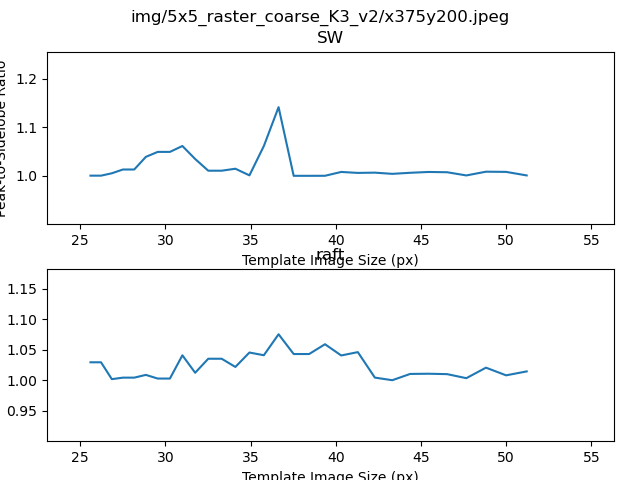 img/5x5_raster_coarse_K3_v2/x375y200.jpeg
SW
Peak-to-Sidelobe Ratio
1.2
1.1
1.0
25 30 35 40 45 50 55
Template Image Size (px)
raft
1.15
1.10
1.05
1.00
0.95
25 30 35 40 45 50 55
Template Image Size (px)